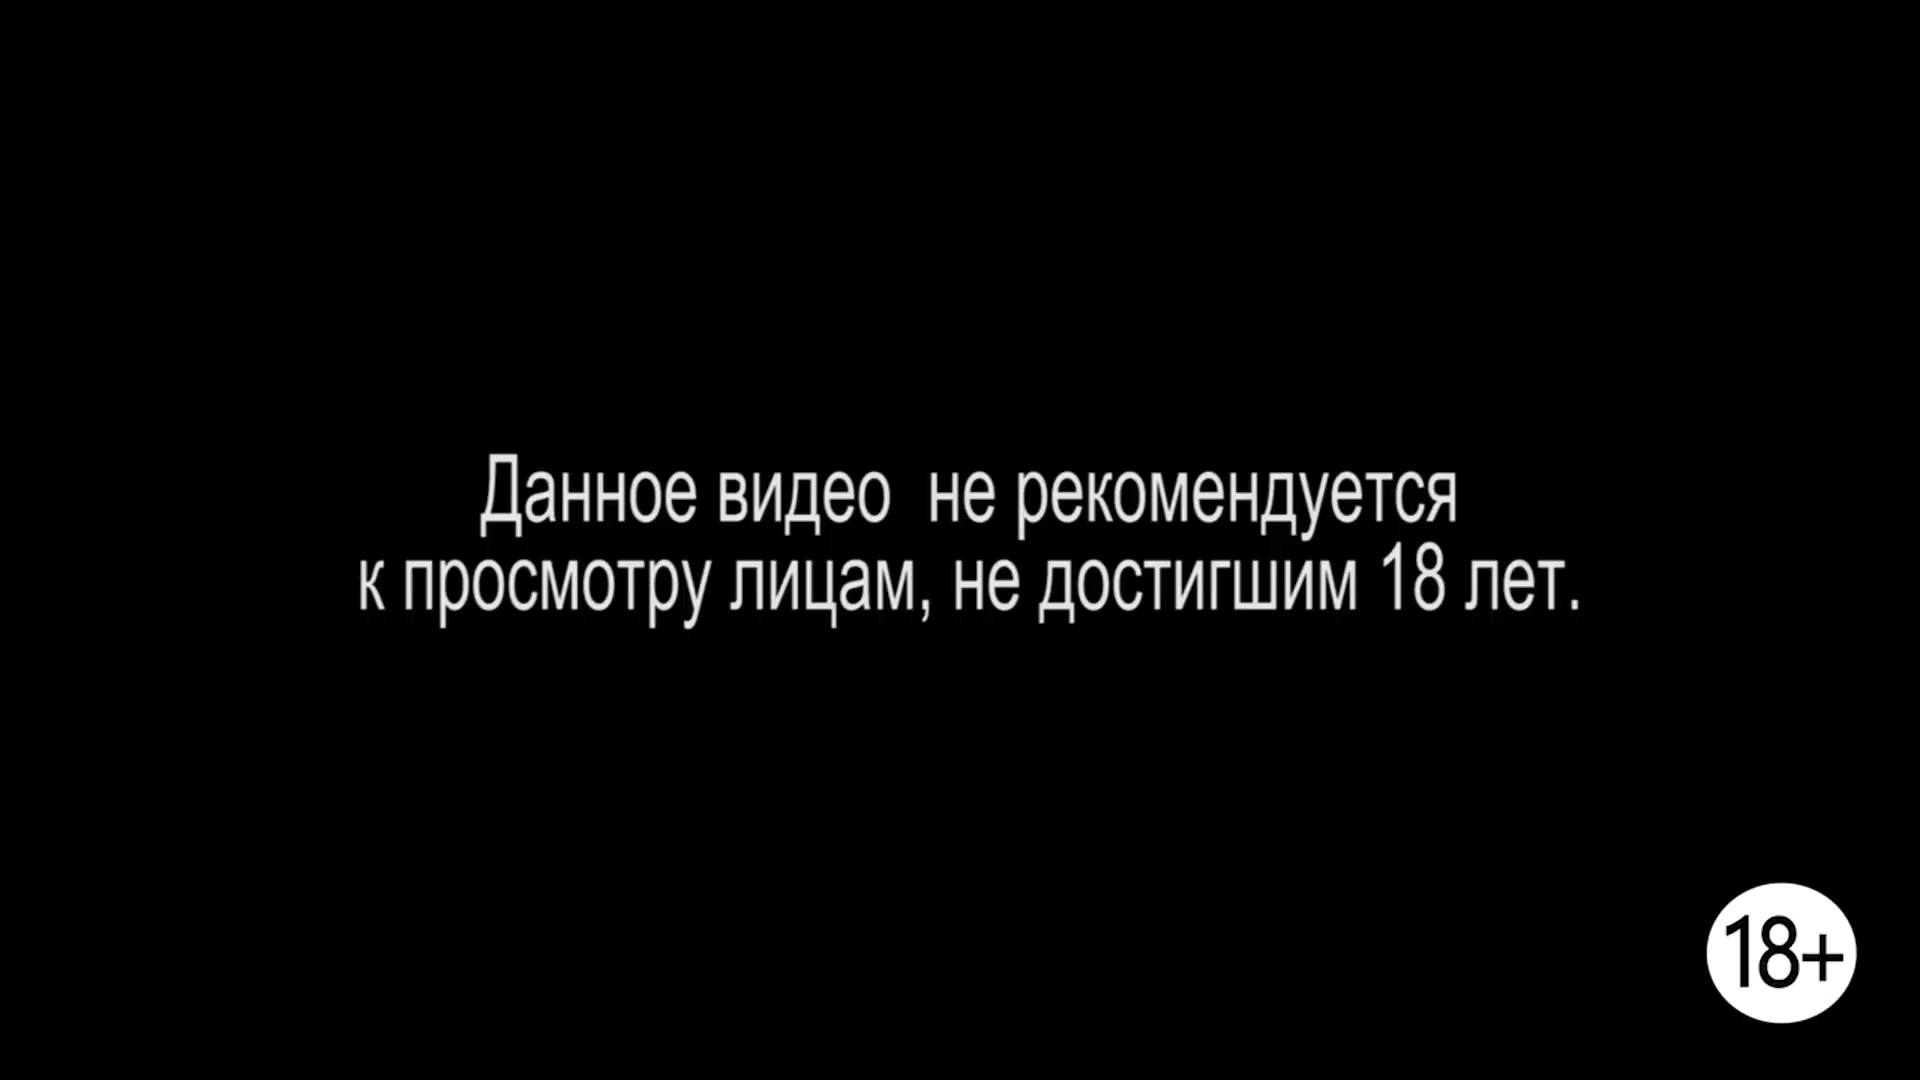 Данное видео  не рекомендуется
к просмотру лицам, не достигшим 18 лет.
18+